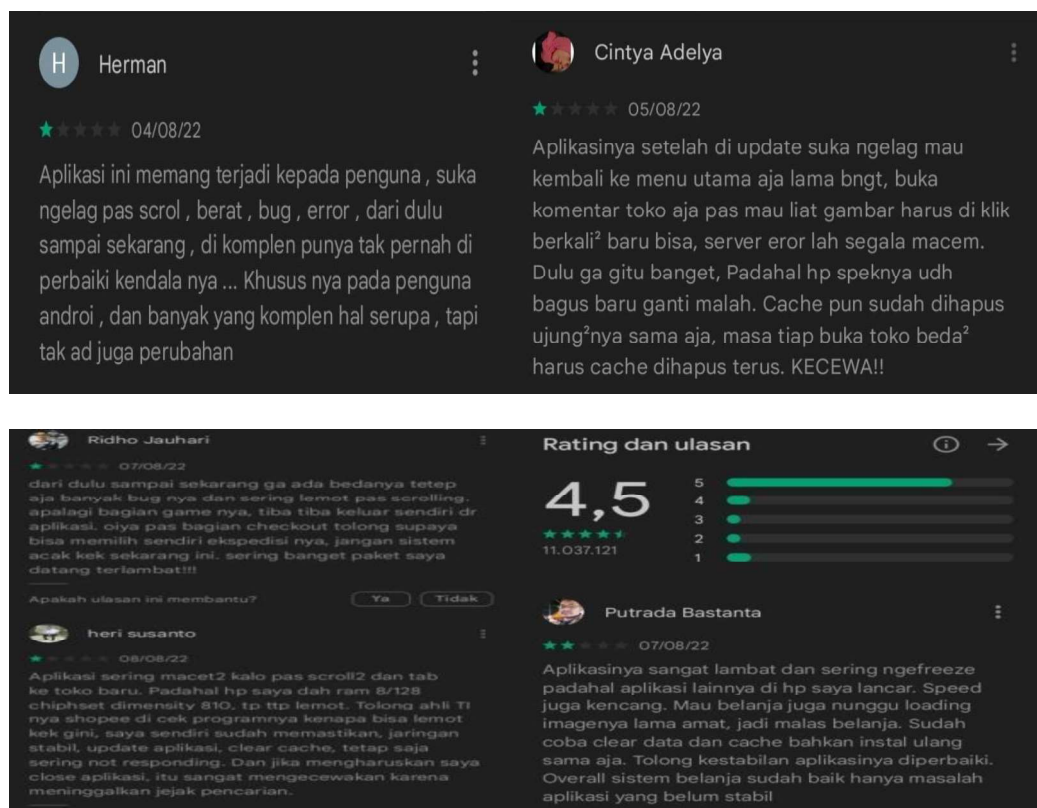 H Herman
04/08/22
Aplikasi ini memang terjadi kepada penguna , suka
ngelag pas scrol , berat , bug , error , dari dulu
sampai sekarang , di komplen punya tak pernah di
perbaiki kendala nya ... Khusus nya pada penguna
androi , dan banyak yang komplen hal serupa , tapi
tak ad juga perubahan
Cintya Adelya
05/08/22
Aplikasinya setelah di update suka ngelag mau
kembali ke menu utama aja lama bngt, buka
komentar toko aja pas mau liat gambar harus di klik
berkali² baru bisa, server eror lah segala macem.
Dulu ga gitu banget, Padahal hp speknya udh
bagus baru ganti malah. Cache pun sudah dihapus
ujung²nya sama aja, masa tiap buka toko beda²
harus cache dihapus terus. KECEWA!!
Ridho Jauhari
07/08/22
dari dulu sampai sekarang ga ada bedanya tetep
aja banyak bug nya dan sering lemot pas scrolling.
apalagi bagian game nya, tiba tiba keluar sendiri dr
aplikasi. oiya pas bagian checkout tolong supaya
bisa memilih sendiri ekspedisi nya, jangan sistem
acak kek sekarang ini. sering banget paket saya
datang terlambat!!!
Apakah ulasan ini membantu? Ya Tidak
heri susanto
08/08/22
Aplikasi sering macet2 kalo pas scroll2 dan tab
ke toko baru. Padahal hp saya dah ram 8/128
chiphset dimensity 810, tp ttp lemot. Tolong ahli TI
nya shopee di cek programnya kenapa bisa lemot
kek gini, saya sendiri sudah memastikan, jaringan
stabil, update aplikasi, clear cache, tetap saja
sering not responding. Dan jika mengharuskan saya
close aplikasi, itu sangat mengecewakan karena
meninggalkan jejak pencarian.
Rating dan ulasan
4,5
11.037.121
5
4
3
2
1
Putrada Bastanta
07/08/22
Aplikasinya sangat lambat dan sering ngefreeze
padahal aplikasi lainnya di hp saya lancar. Speed
juga kencang. Mau belanja juga nunggu loading
imagenya lama amat, jadi malas belanja. Sudah
coba clear data dan cache bahkan instal ulang
sama aja. Tolong kestabilan aplikasinya diperbaiki.
Overall sistem belanja sudah baik hanya masalah
aplikasi yang belum stabil